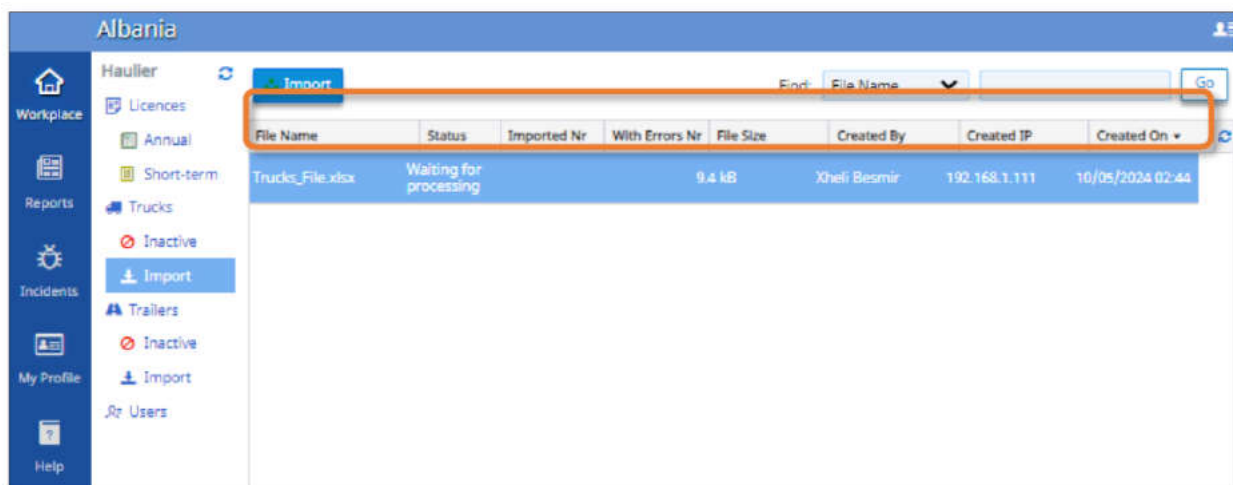 Albania
Workplace
Reports
Incidents
My Profile
Help
Haulier
Licences
Annual
Short-term
Trucks
Inactive
Import
Trailers
Inactive
Import
Users
Import
Find: File Name Go
File Name Status Imported Nr With Errors Nr File Size Created By Created IP Created On
Trucks_File.xlsx Waiting for processing 9.4 kB Xheli Besmir 192.168.1.111 10/05/2024 02:44